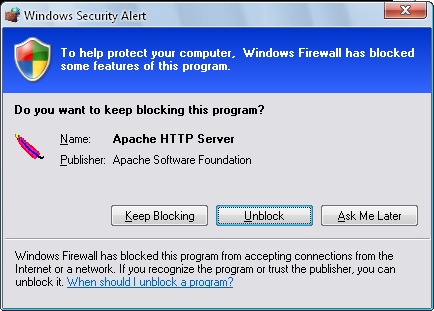 Windows Security Alert
To help protect your computer, Windows Firewall has blocked
some features of this program.
Do you want to keep blocking this program?
Name: Apache HTTP Server
Publisher: Apache Software Foundation
Keep Blocking Unblock Ask Me Later
Windows Firewall has blocked this program from accepting connections from the
Internet or a network. If you recognize the program or trust the publisher, you can
unblock it. When should I unblock a program?